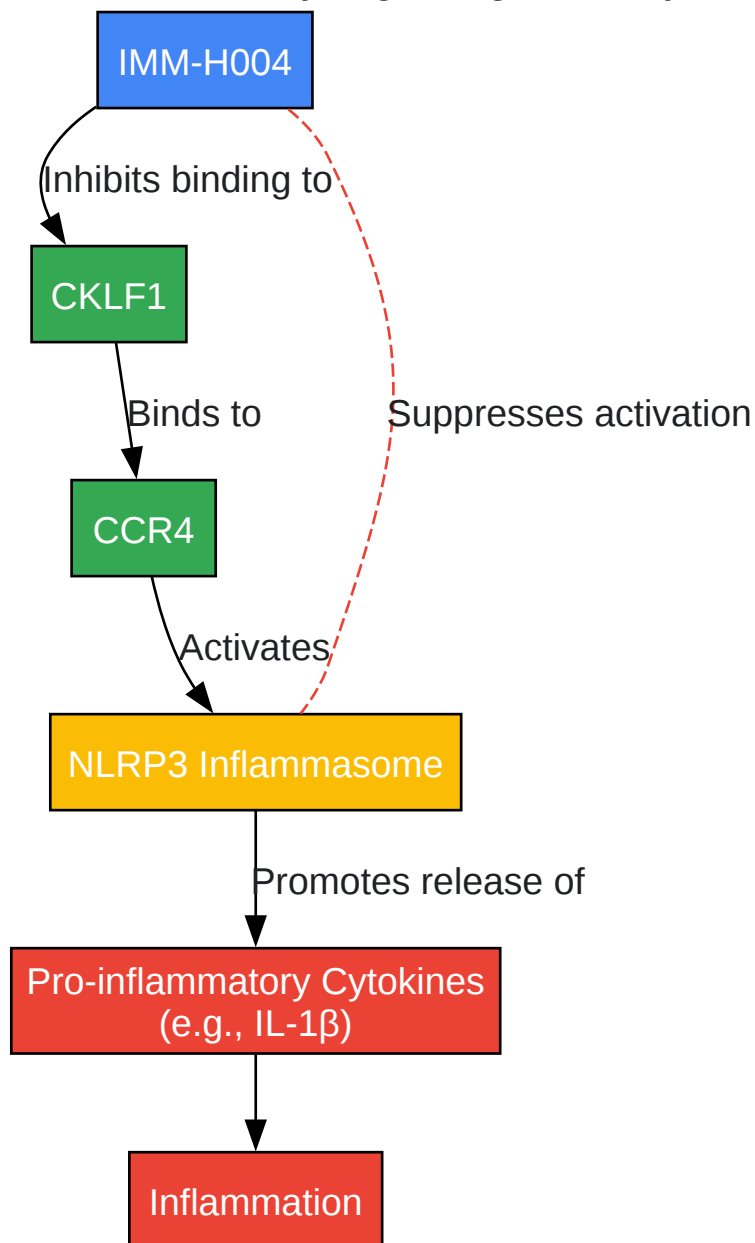 IMM-H004
Inhibits binding to
CKLF1
Binds to
Suppresses activation
CCR4
Activates
NLRP3 Inflammasome
Promotes release of
Pro-inflammatory Cytokines
(e.g., IL-1β)
Inflammation